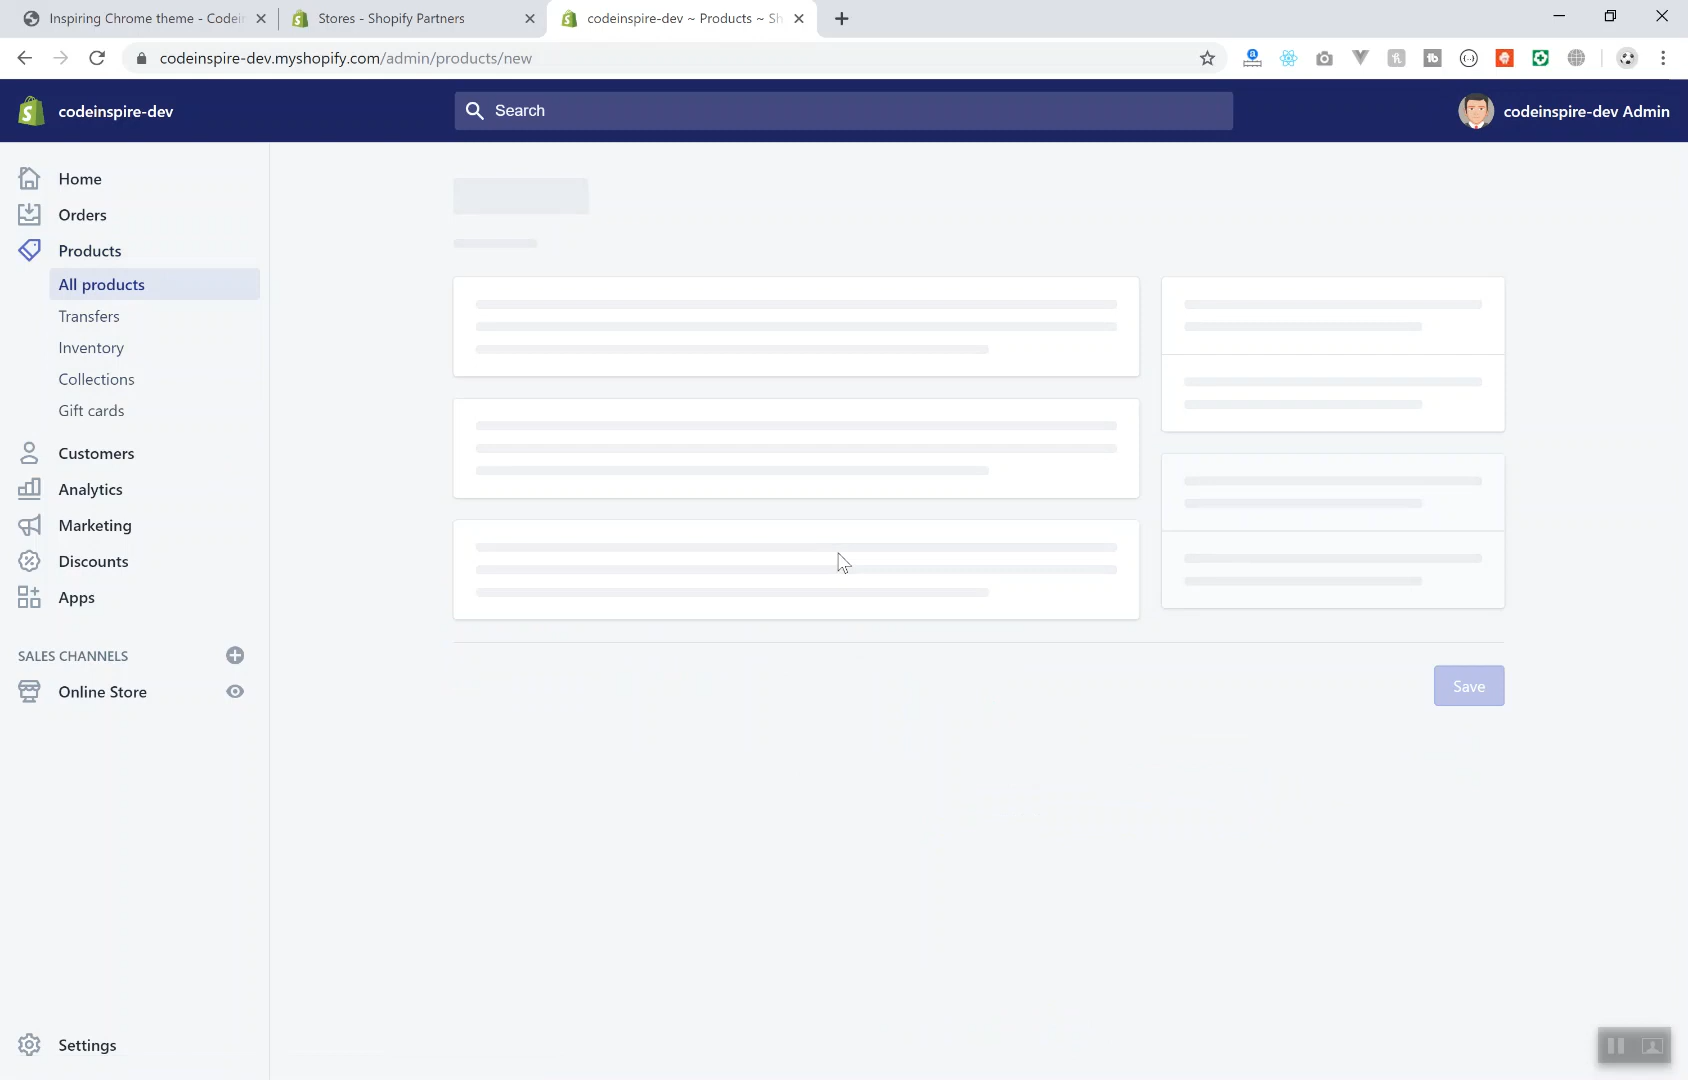 Inspiring Chrome theme - Codein
Stores - Shopify Partners
codeinspire-dev ~ Products ~ Sh
codeinspire-dev.myshopify.com/admin/products/new
codeinspire-dev
Search
codeinspire-dev Admin
Home
Orders
Products
All products
Transfers
Inventory
Collections
Gift cards
Customers
Analytics
Marketing
Discounts
Apps
SALES CHANNELS
Online Store
Save
Settings